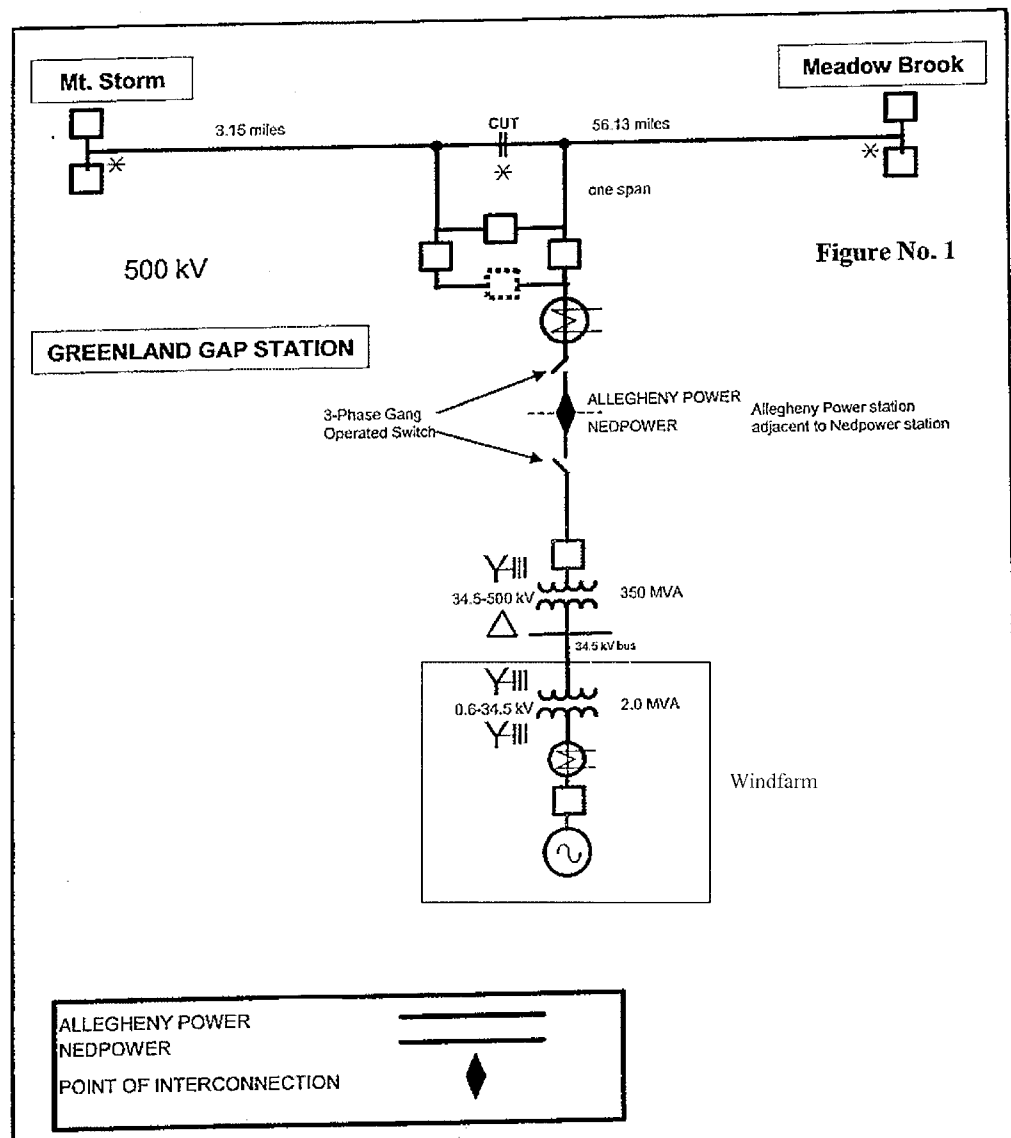 Mt. Storm
Meadow Brook
3.15 miles
CUT
56.13 miles
one span
500 kV
Figure No. 1
GREENLAND GAP STATION
3-Phase Gang
Operated Switch
ALLEGHENY POWER
NEDPOWER
Allegheny Power station
adjacent to Nedpower station
34.5-500 kV
350 MVA
34.5 kV bus
0.6-34.5 kV
2.0 MVA
Windfarm
ALLEGHENY POWER
NEDPOWER
POINT OF INTERCONNECTION